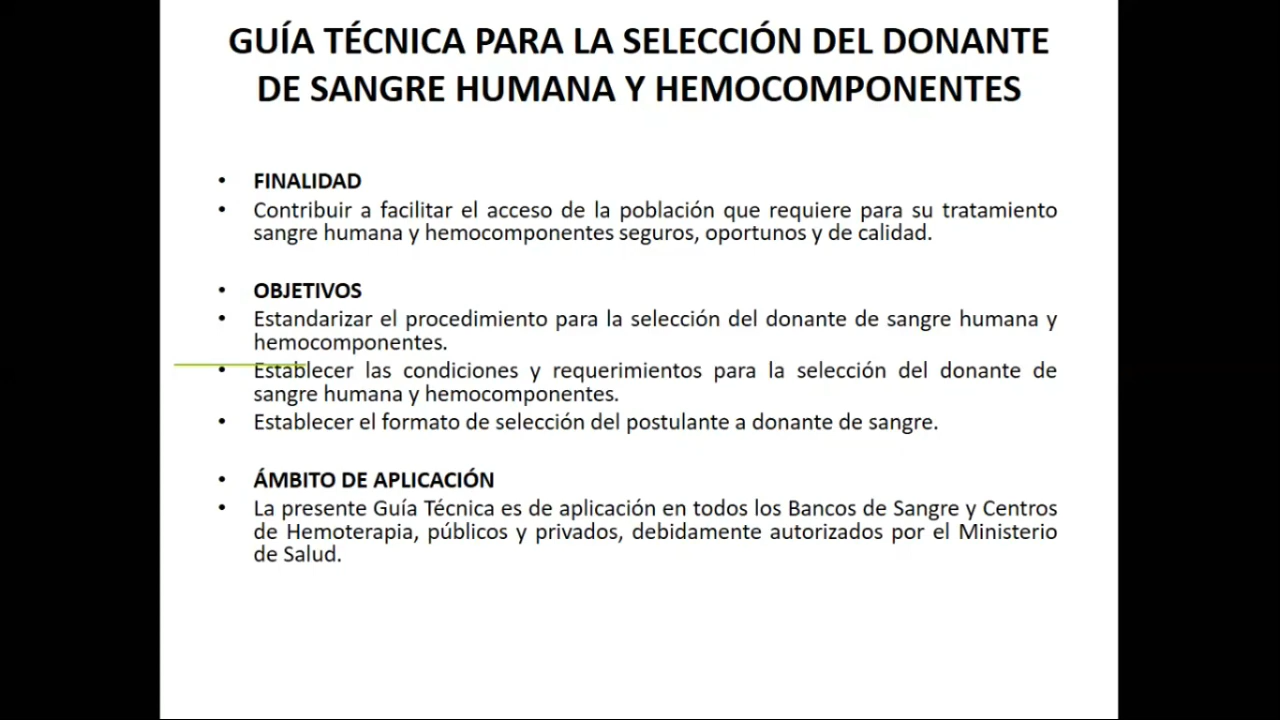 GUÍA TÉCNICA PARA LA SELECCIÓN DEL DONANTE
DE SANGRE HUMANA Y HEMOCOMPONENTES
• FINALIDAD
• Contribuir a facilitar el acceso de la población que requiere para su tratamiento
sangre humana y hemocomponentes seguros, oportunos y de calidad.
• OBJETIVOS
• Estandarizar el procedimiento para la selección del donante de sangre humana y
hemocomponentes.
• Establecer las condiciones y requerimientos para la selección del donante de
sangre humana y hemocomponentes.
• Establecer el formato de selección del postulante a donante de sangre.
• ÁMBITO DE APLICACIÓN
• La presente Guía Técnica es de aplicación en todos los Bancos de Sangre y Centros
de Hemoterapia, públicos y privados, debidamente autorizados por el Ministerio
de Salud.